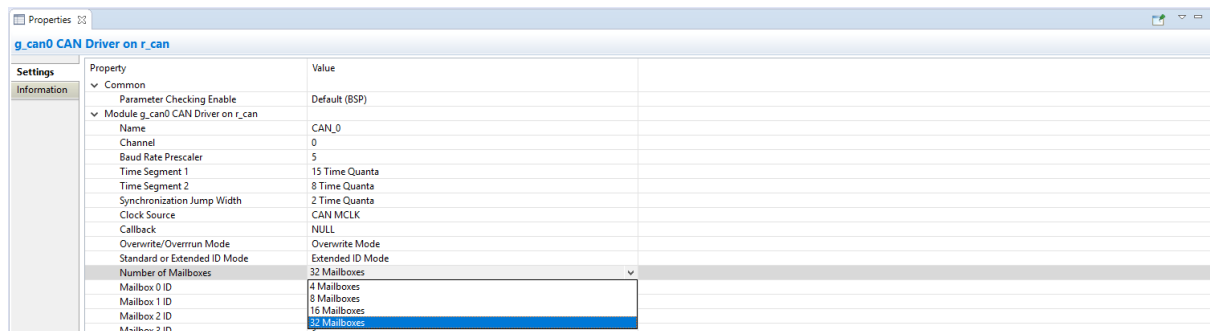 Properties
g_can0 CAN Driver on r_can
Settings
Information
Property Value
Common
Parameter Checking Enable Default (BSP)
Module g_can0 CAN Driver on r_can
Name CAN_0
Channel 0
Baud Rate Prescaler 5
Time Segment 1 15 Time Quanta
Time Segment 2 8 Time Quanta
Synchronization Jump Width 2 Time Quanta
Clock Source CAN MCLK
Callback NULL
Overwrite/Overrrun Mode Overwrite Mode
Standard or Extended ID Mode Extended ID Mode
Number of Mailboxes 32 Mailboxes
Mailbox 0 ID 4 Mailboxes
8 Mailboxes
Mailbox 1 ID
16 Mailboxes
Mailbox 2 ID
32 Mailboxes
Mailbox 3 ID